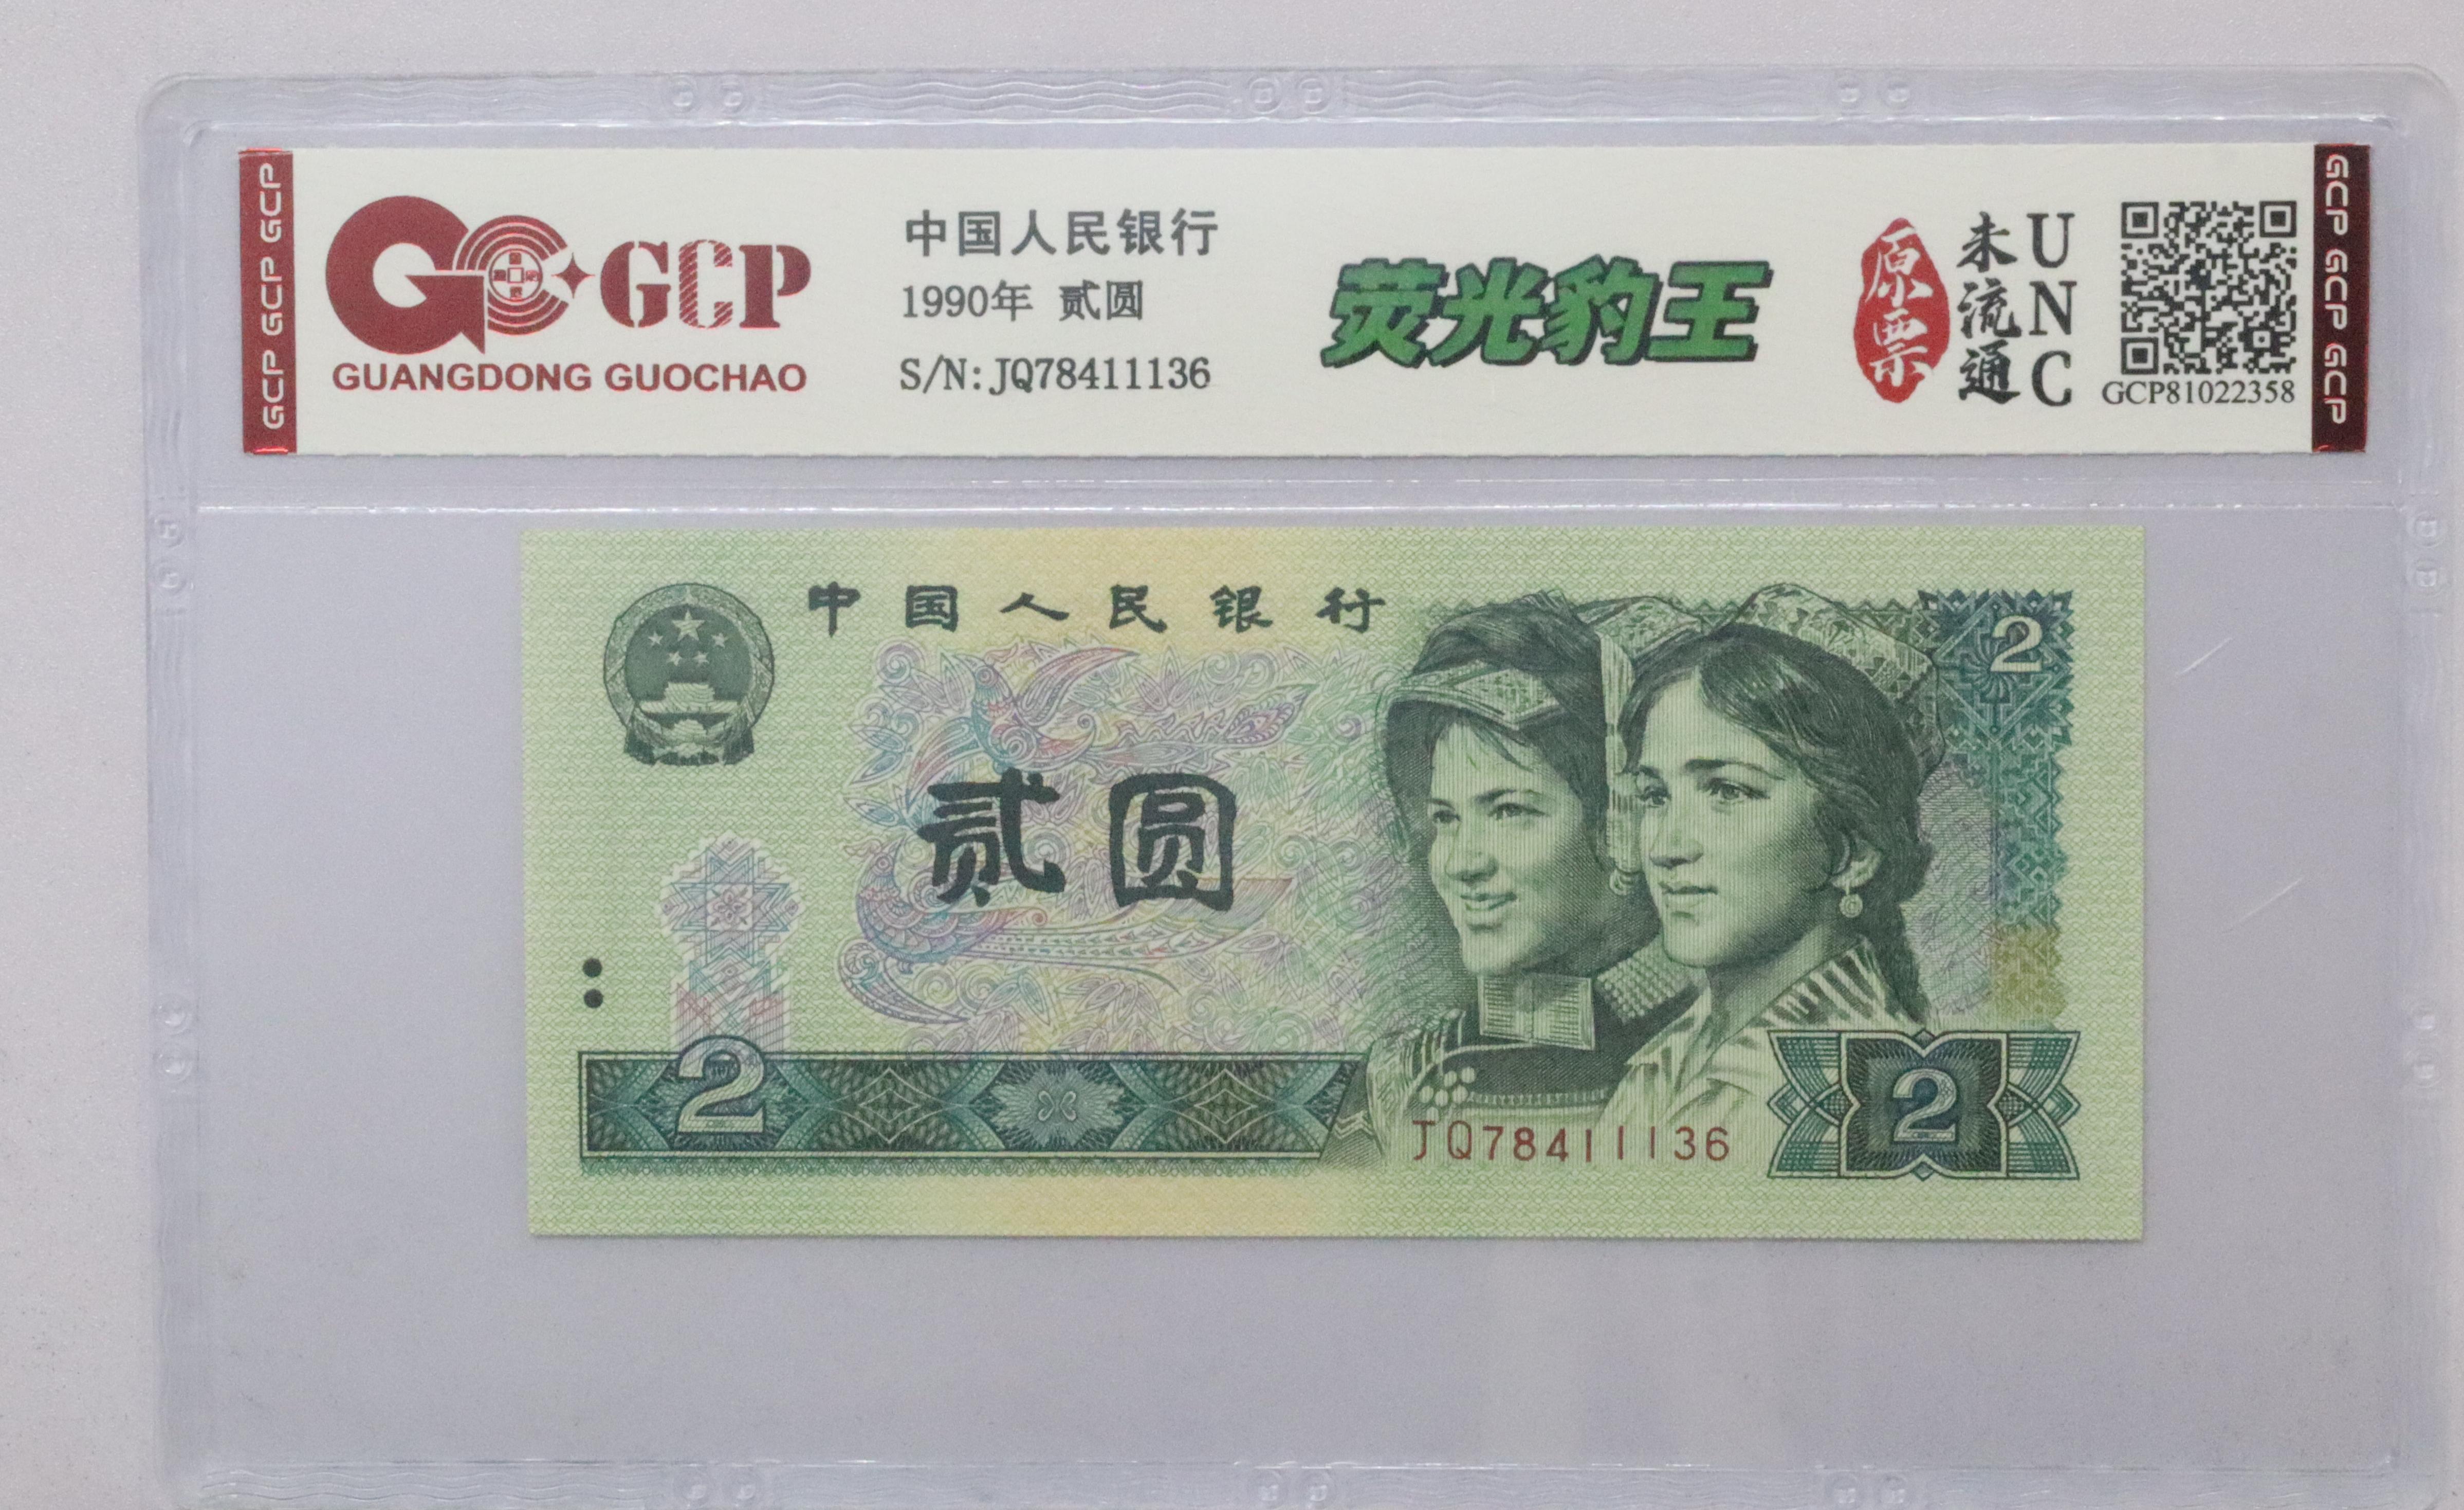 GCP GCP GCP
GCP
GUANGDONG GUOCHAO
中国人民银行
1990年 贰圆
S/N:JQ78411136
荧光豹王
原票
未流通
UNC
GCP81022358
GCP GCP GCP
中国人民银行
2
贰圆
2
JQ78411136
2